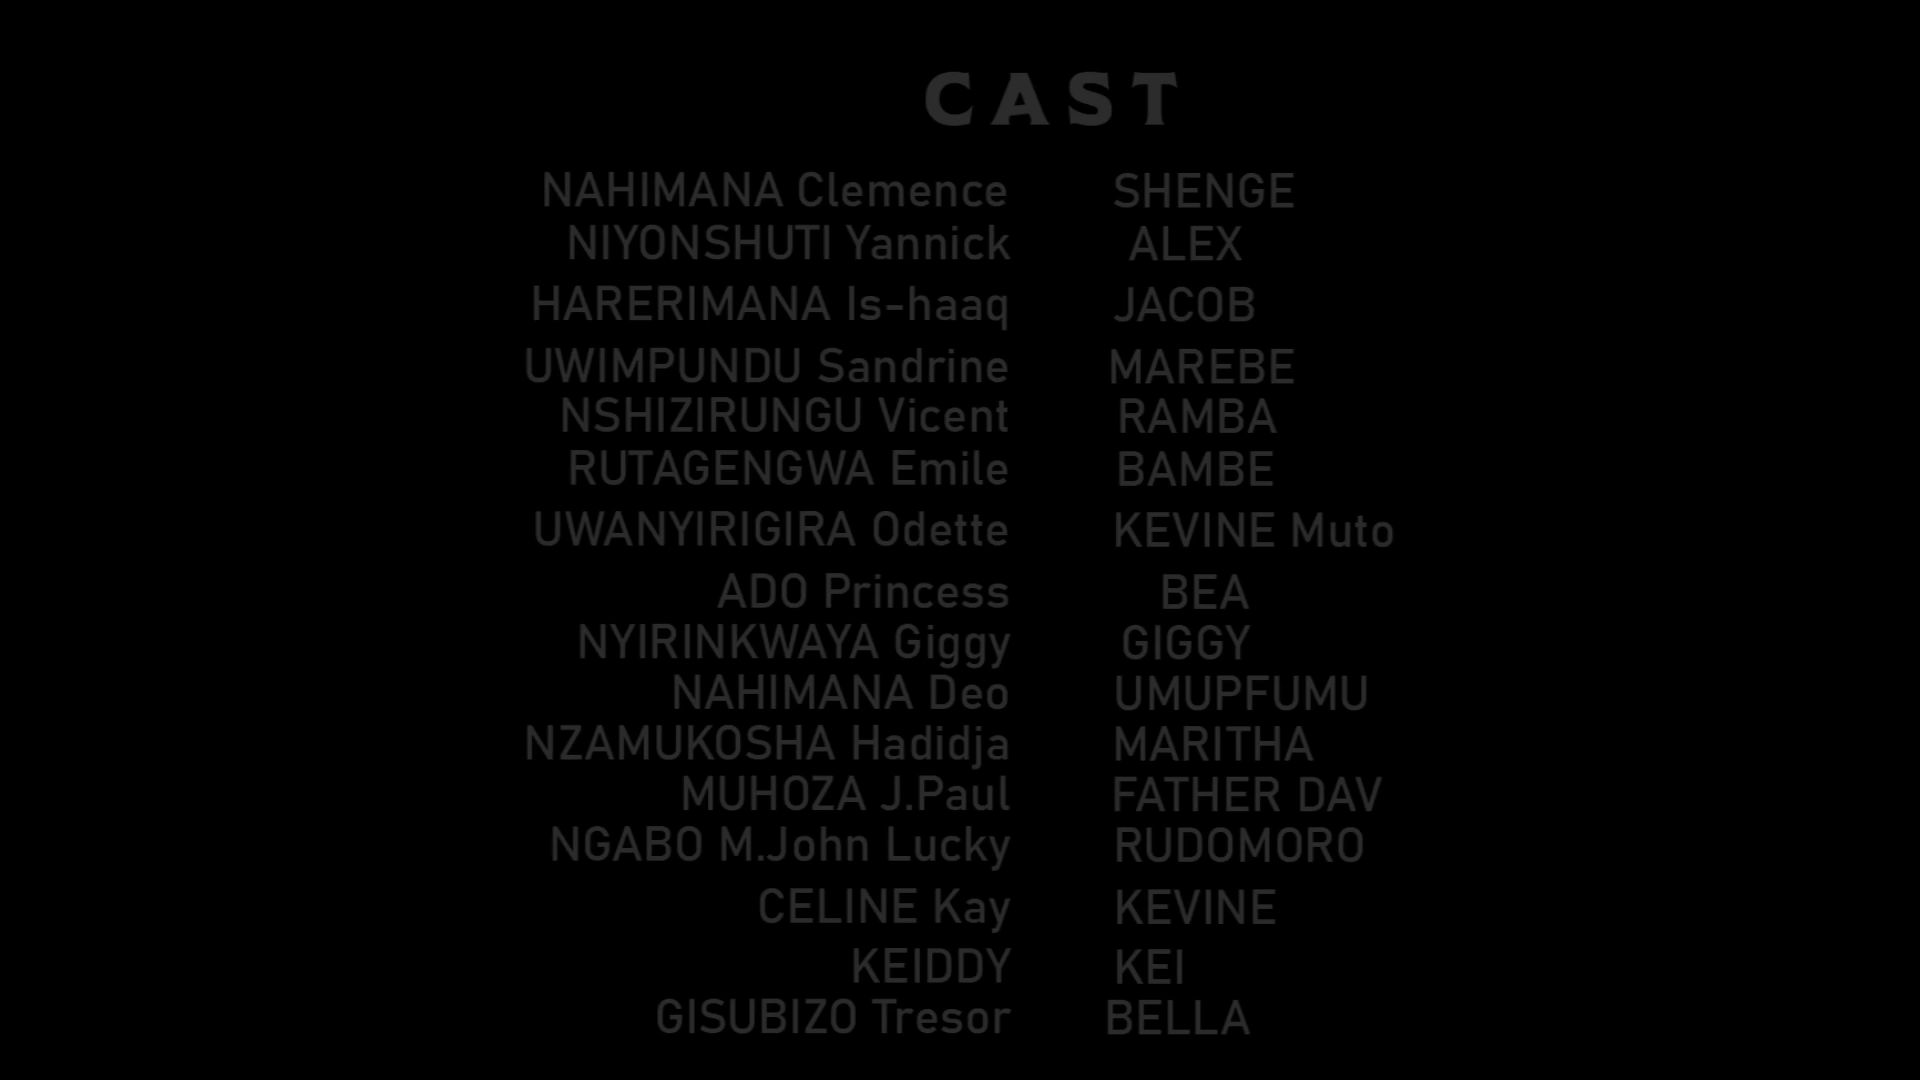 CAST
NAHIMANA Clemence SHENGE
NIYONSHUTI Yannick ALEX
HARERIMANA Is-haaq JACOB
UWIMPUNDU Sandrine MAREBE
NSHIZIRUNGU Vicent RAMBA
RUTAGENGWA Emile BAMBE
UWANYIRIGIRA Odette KEVINE Muto
ADO Princess BEA
NYIRINKWAYA Giggy GIGGY
NAHIMANA Deo UMUPFUMU
NZAMUKOSHA Hadidja MARITHA
MUHOZA J.Paul FATHER DAV
NGABO M.John Lucky RUDOMORO
CELINE Kay KEVINE
KEIDDY KEI
GISUBIZO Tresor BELLA